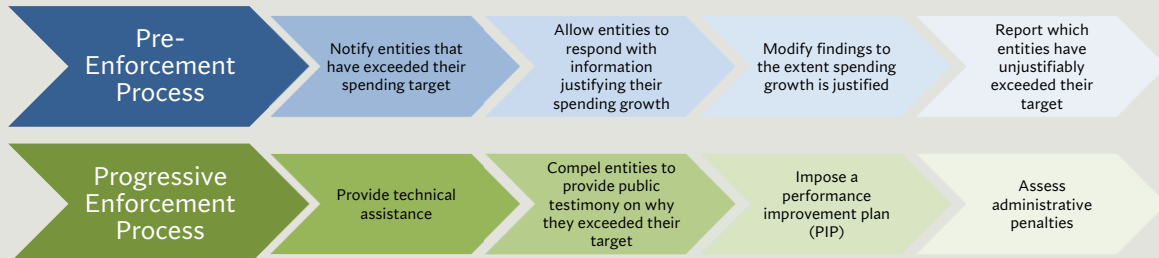 Pre-
Enforcement
Process
Notify entities that
have exceeded their
spending target
Allow entities to
respond with
information
justifying their
spending growth
Modify findings to
the extent spending
growth is justified
Report which
entities have
unjustifiably
exceeded their
target
Progressive
Enforcement
Process
Provide technical
assistance
Compel entities to
provide public
testimony on why
they exceeded their
target
Impose a
performance
improvement plan
(PIP)
Assess
administrative
penalties